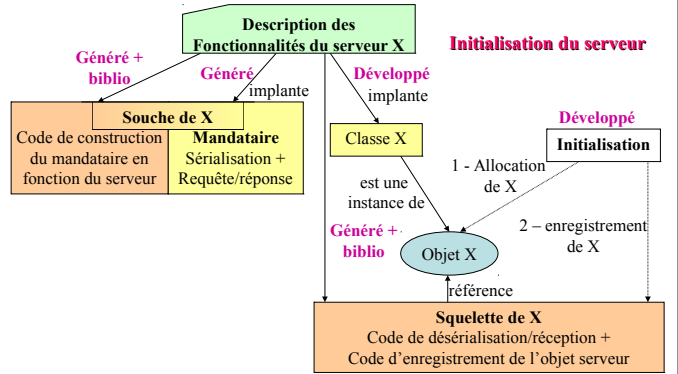 Description des
Fonctionnalités du serveur X
Initialisation du serveur
Généré +
biblio
Généré
implante
Développé
implante
Souche de X
Code de construction
du mandataire en
fonction du serveur
Mandataire
Sérialisation +
Requête/réponse
Classe X
Développé
Initialisation
1 - Allocation
de X
est une
instance de
2 – enregistrement
de X
Généré +
biblio
Objet X
référence
Squelette de X
Code de désérialisation/réception +
Code d'enregistrement de l'objet serveur